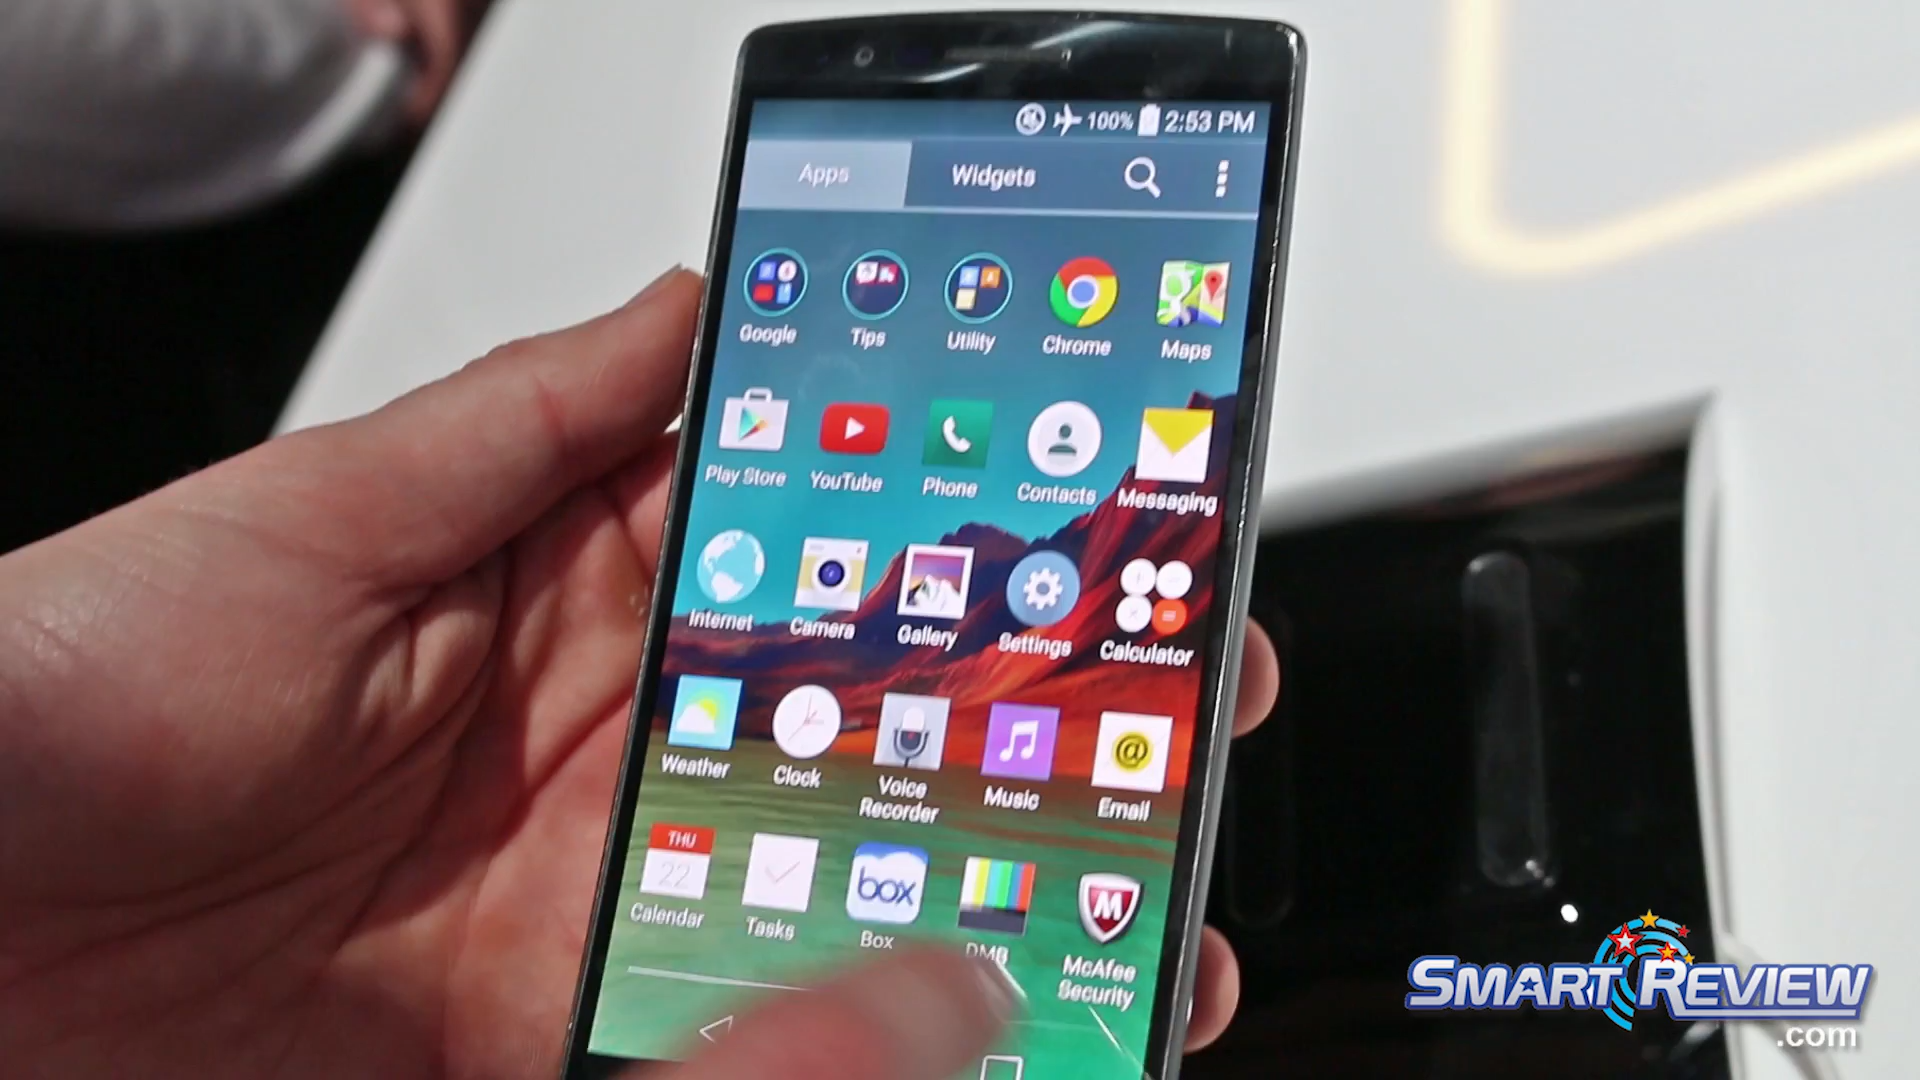 100% 2:53 PM
Apps Widgets
Google Tips Utility Chrome Maps
Play Store YouTube Phone Contacts Messaging
Internet Camera Gallery Settings Calculator
Weather Clock Voice Recorder Music @ Email
THU
22
Calendar Tasks box Box DMB M McAfee Security
SMART REVIEW
.com